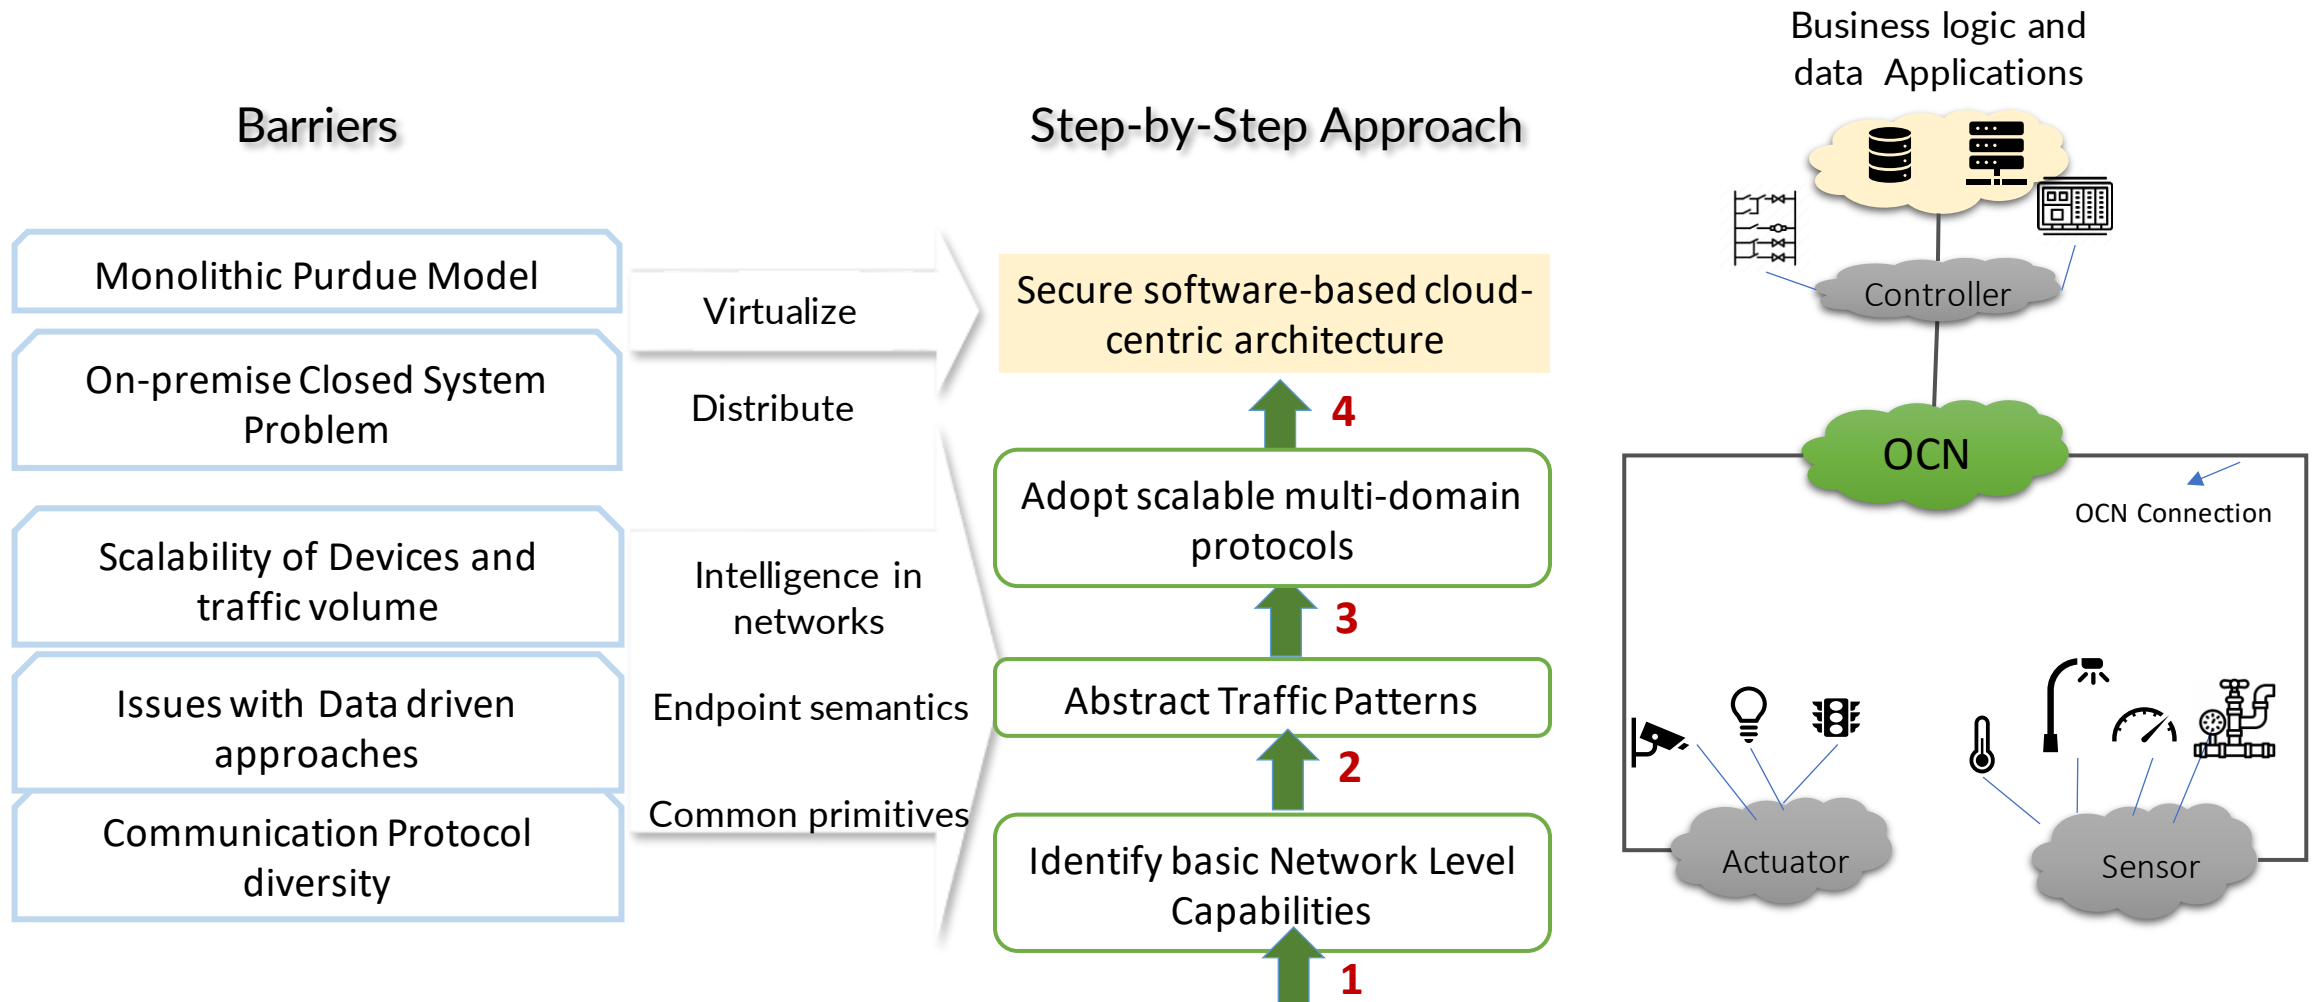 Barriers
Monolithic Purdue Model
On-premise Closed System
Problem
Scalability of Devices and
traffic volume
Issues with Data driven
approaches
Communication Protocol
diversity
Virtualize
Distribute
Intelligence in
networks
Endpoint semantics
Common primitives
Step-by-Step Approach
Secure software-based cloud-
centric architecture
4
Adopt scalable multi-domain
protocols
3
Abstract Traffic Patterns
2
Identify basic Network Level
Capabilities
1
Business logic and
data Applications
Controller
OCN
OCN Connection
Actuator
Sensor